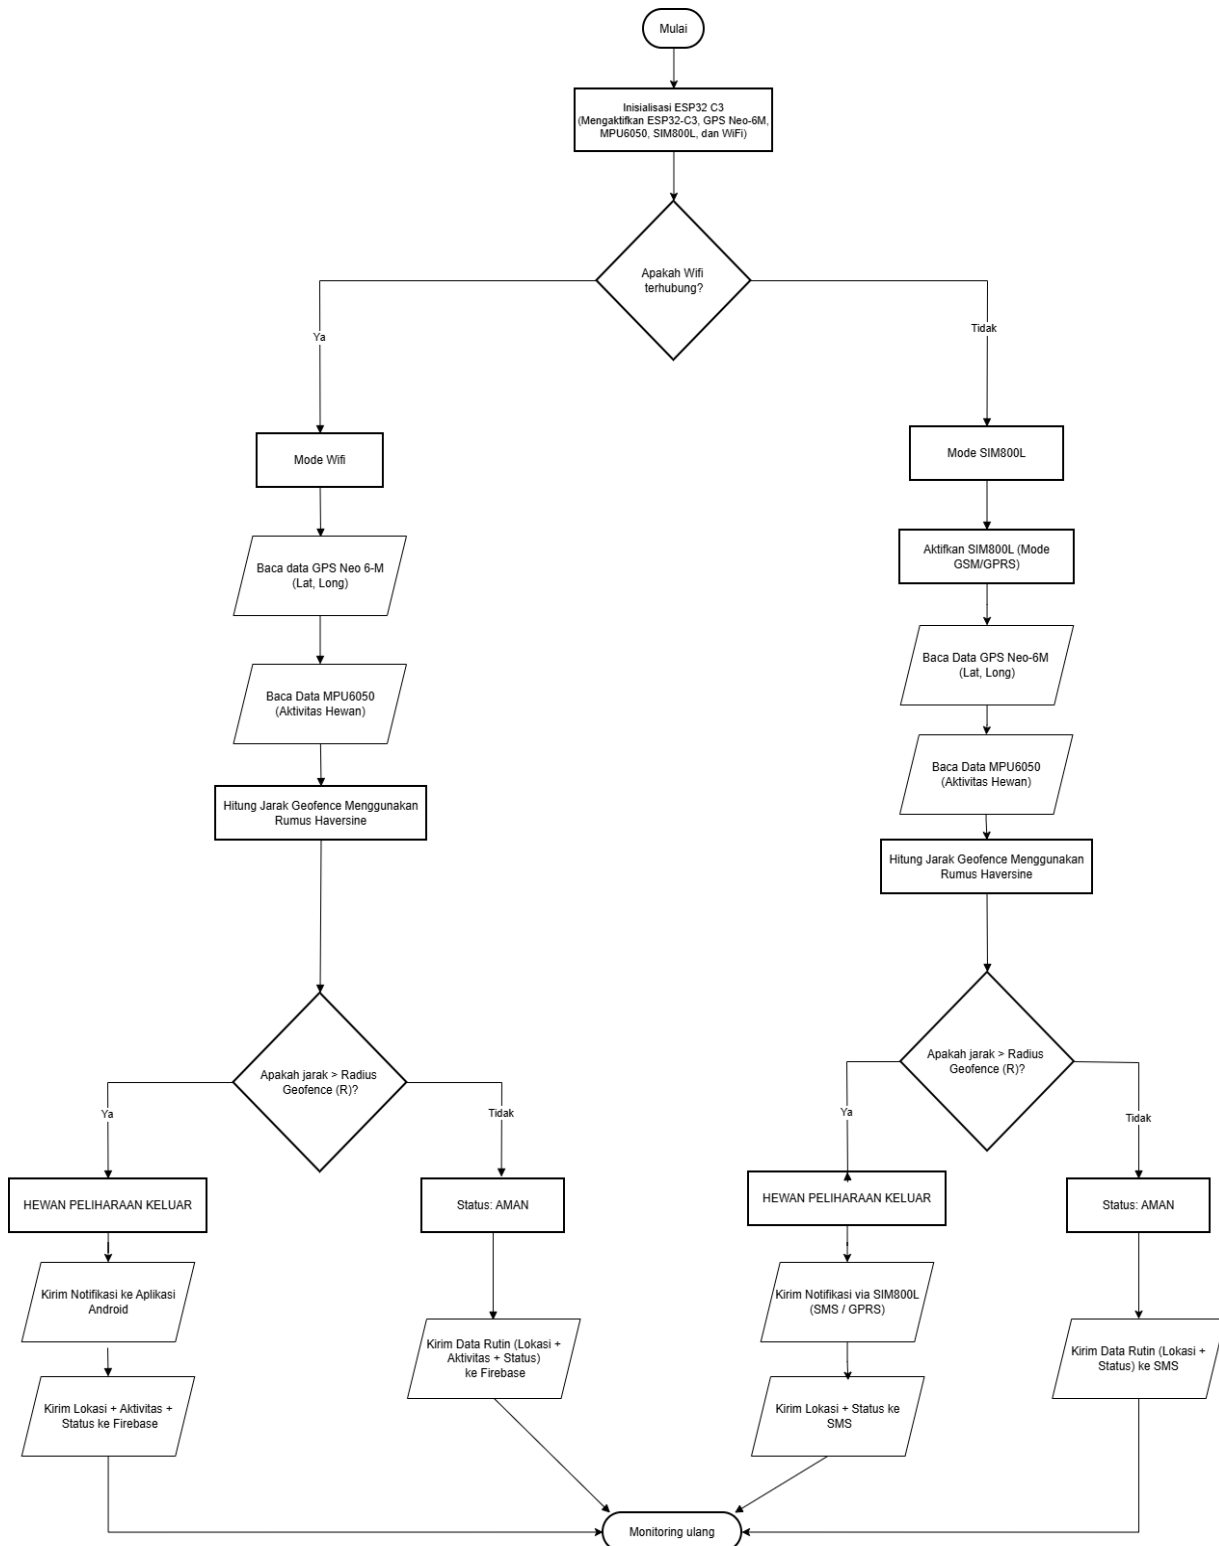 Mulai
Inisialisasi ESP32 C3
(Mengaktifkan ESP32-C3, GPS Neo-6M,
MPU6050, SIM800L, dan WiFi)
Apakah Wifi
terhubung?
Ya
Tidak
Mode Wifi
Baca data GPS Neo 6-M
(Lat, Long)
Baca Data MPU6050
(Aktivitas Hewan)
Hitung Jarak Geofence Menggunakan
Rumus Haversine
Apakah jarak > Radius
Geofence (R)?
Ya
Tidak
HEWAN PELIHARAAN KELUAR
Status: AMAN
Kirim Notifikasi ke Aplikasi
Android
Kirim Data Rutin (Lokasi +
Aktivitas + Status)
ke Firebase
Kirim Lokasi + Aktivitas +
Status ke Firebase
Mode SIM800L
Aktifkan SIM800L (Mode
GSM/GPRS)
Baca Data GPS Neo-6M
(Lat, Long)
Baca Data MPU6050
(Aktivitas Hewan)
Hitung Jarak Geofence Menggunakan
Rumus Haversine
Apakah jarak > Radius
Geofence (R)?
Ya
Tidak
HEWAN PELIHARAAN KELUAR
Status: AMAN
Kirim Notifikasi via SIM800L
(SMS / GPRS)
Kirim Data Rutin (Lokasi +
Status) ke SMS
Kirim Lokasi + Status ke
SMS
Monitoring ulang